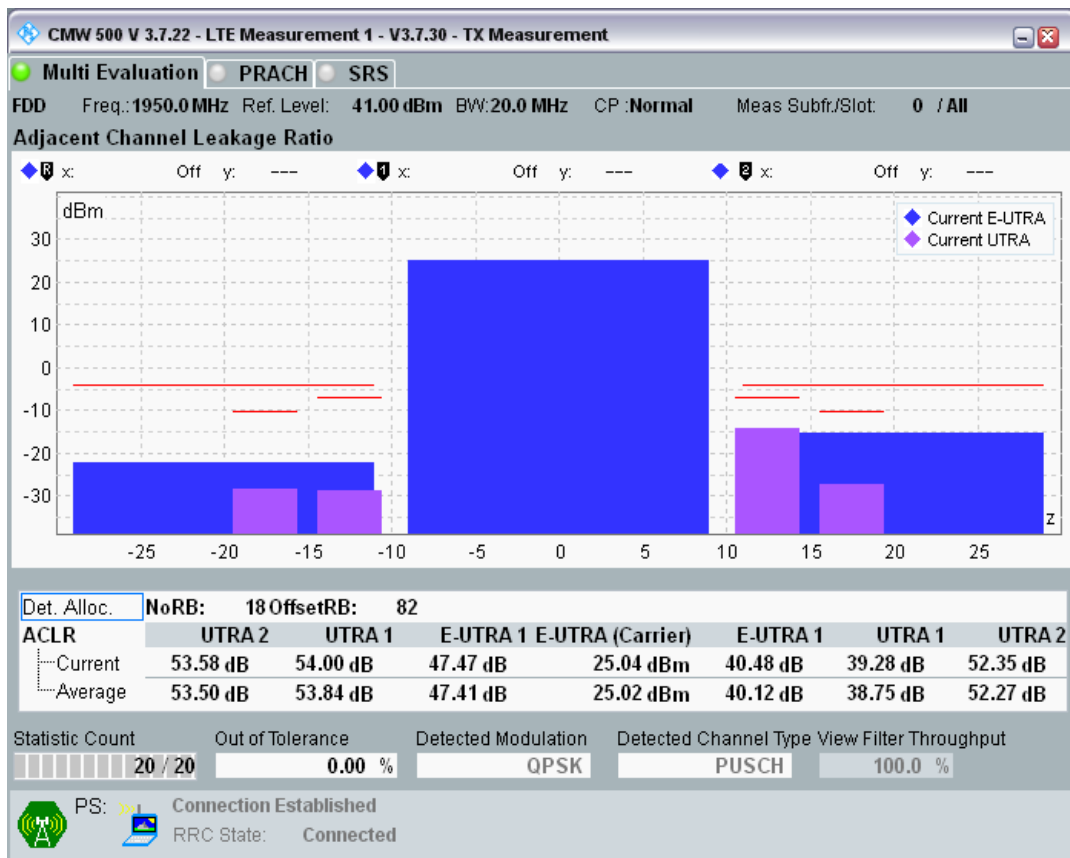 CMW 500 V 3.7.22 - LTE Measurement 1 - V3.7.30 - TX Measurement
Multi Evaluation PRACH SRS
FDD Freq.: 1950.0 MHz Ref. Level: 41.00 dBm BW: 20.0 MHz CP : Normal Meas Subfr./Slot: 0 / All
Adjacent Channel Leakage Ratio
R x: Off y: --- 1 x: Off y: --- 2 x: Off y: ---
dBm
Current E-UTRA
Current UTRA
30
20
10
0
-10
-20
-30
z
-25 -20 -15 -10 -5 0 5 10 15 20 25
Det. Alloc. NoRB: 18 OffsetRB: 82
ACLR UTRA 2 UTRA 1 E-UTRA 1 E-UTRA (Carrier) E-UTRA 1 UTRA 1 UTRA 2
Current 53.58 dB 54.00 dB 47.47 dB 25.04 dBm 40.48 dB 39.28 dB 52.35 dB
Average 53.50 dB 53.84 dB 47.41 dB 25.02 dBm 40.12 dB 38.75 dB 52.27 dB
Statistic Count Out of Tolerance Detected Modulation Detected Channel Type View Filter Throughput
20 / 20 0.00 % QPSK PUSCH 100.0 %
PS: Connection Established
RRC State: Connected